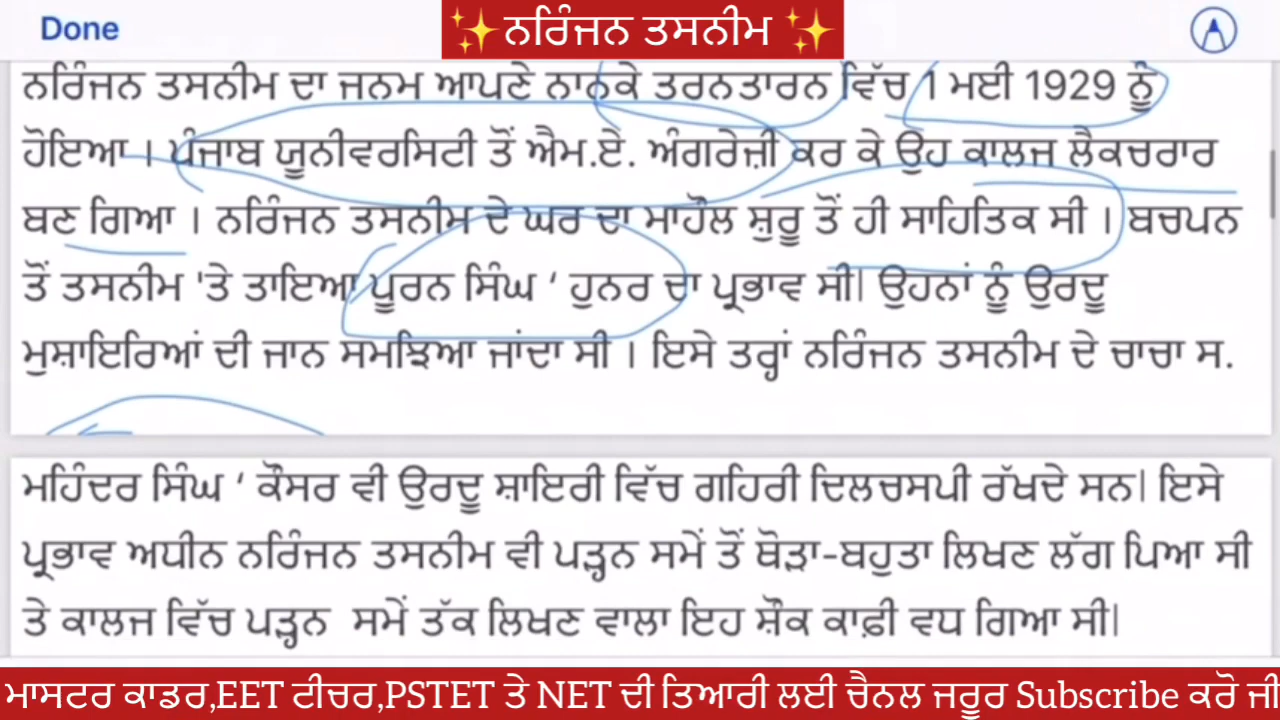 Done
✨ਨਰਿੰਜਨ ਤਸਨੀਮ ✨
ਨਰਿੰਜਨ ਤਸਨੀਮ ਦਾ ਜਨਮ ਆਪਣੇ ਨਾਨਕੇ ਤਰਨਤਾਰਨ ਵਿੱਚ 1 ਮਈ 1929 ਨੂੰ
ਹੋਇਆ । ਪੰਜਾਬ ਯੂਨੀਵਰਸਿਟੀ ਤੋਂ ਐਮ.ਏ. ਅੰਗਰੇਜ਼ੀ ਕਰ ਕੇ ਉਹ ਕਾਲਜ ਲੈਕਚਰਾਰ
ਬਣ ਗਿਆ । ਨਰਿੰਜਨ ਤਸਨੀਮ ਦੇ ਘਰ ਦਾ ਮਾਹੌਲ ਸ਼ੁਰੂ ਤੋਂ ਹੀ ਸਾਹਿਤਿਕ ਸੀ । ਬਚਪਨ
ਤੋਂ ਤਸਨੀਮ 'ਤੇ ਤਾਇਆ ਪੂਰਨ ਸਿੰਘ ‘ ਹੁਨਰ ਦਾ ਪ੍ਰਭਾਵ ਸੀ| ਉਹਨਾਂ ਨੂੰ ਉਰਦੂ
ਮੁਸ਼ਾਇਰਿਆਂ ਦੀ ਜਾਨ ਸਮਝਿਆ ਜਾਂਦਾ ਸੀ । ਇਸੇ ਤਰ੍ਹਾਂ ਨਰਿੰਜਨ ਤਸਨੀਮ ਦੇ ਚਾਚਾ ਸ.
ਮਹਿੰਦਰ ਸਿੰਘ ‘ ਕੌਸਰ ਵੀ ਉਰਦੂ ਸ਼ਾਇਰੀ ਵਿੱਚ ਗਹਿਰੀ ਦਿਲਚਸਪੀ ਰੱਖਦੇ ਸਨ| ਇਸੇ
ਪ੍ਰਭਾਵ ਅਧੀਨ ਨਰਿੰਜਨ ਤਸਨੀਮ ਵੀ ਪੜ੍ਹਨ ਸਮੇਂ ਤੋਂ ਥੋੜਾ-ਬਹੁਤਾ ਲਿਖਣ ਲੱਗ ਪਿਆ ਸੀ
ਤੇ ਕਾਲਜ ਵਿੱਚ ਪੜ੍ਹਨ ਸਮੇਂ ਤੱਕ ਲਿਖਣ ਵਾਲਾ ਇਹ ਸ਼ੌਕ ਕਾਫ਼ੀ ਵਧ ਗਿਆ ਸੀ|
ਮਾਸਟਰ ਕਾਡਰ,EET ਟੀਚਰ,PSTET ਤੇ NET ਦੀ ਤਿਆਰੀ ਲਈ ਚੈਨਲ ਜਰੂਰ Subscribe ਕਰੋ ਜੀ